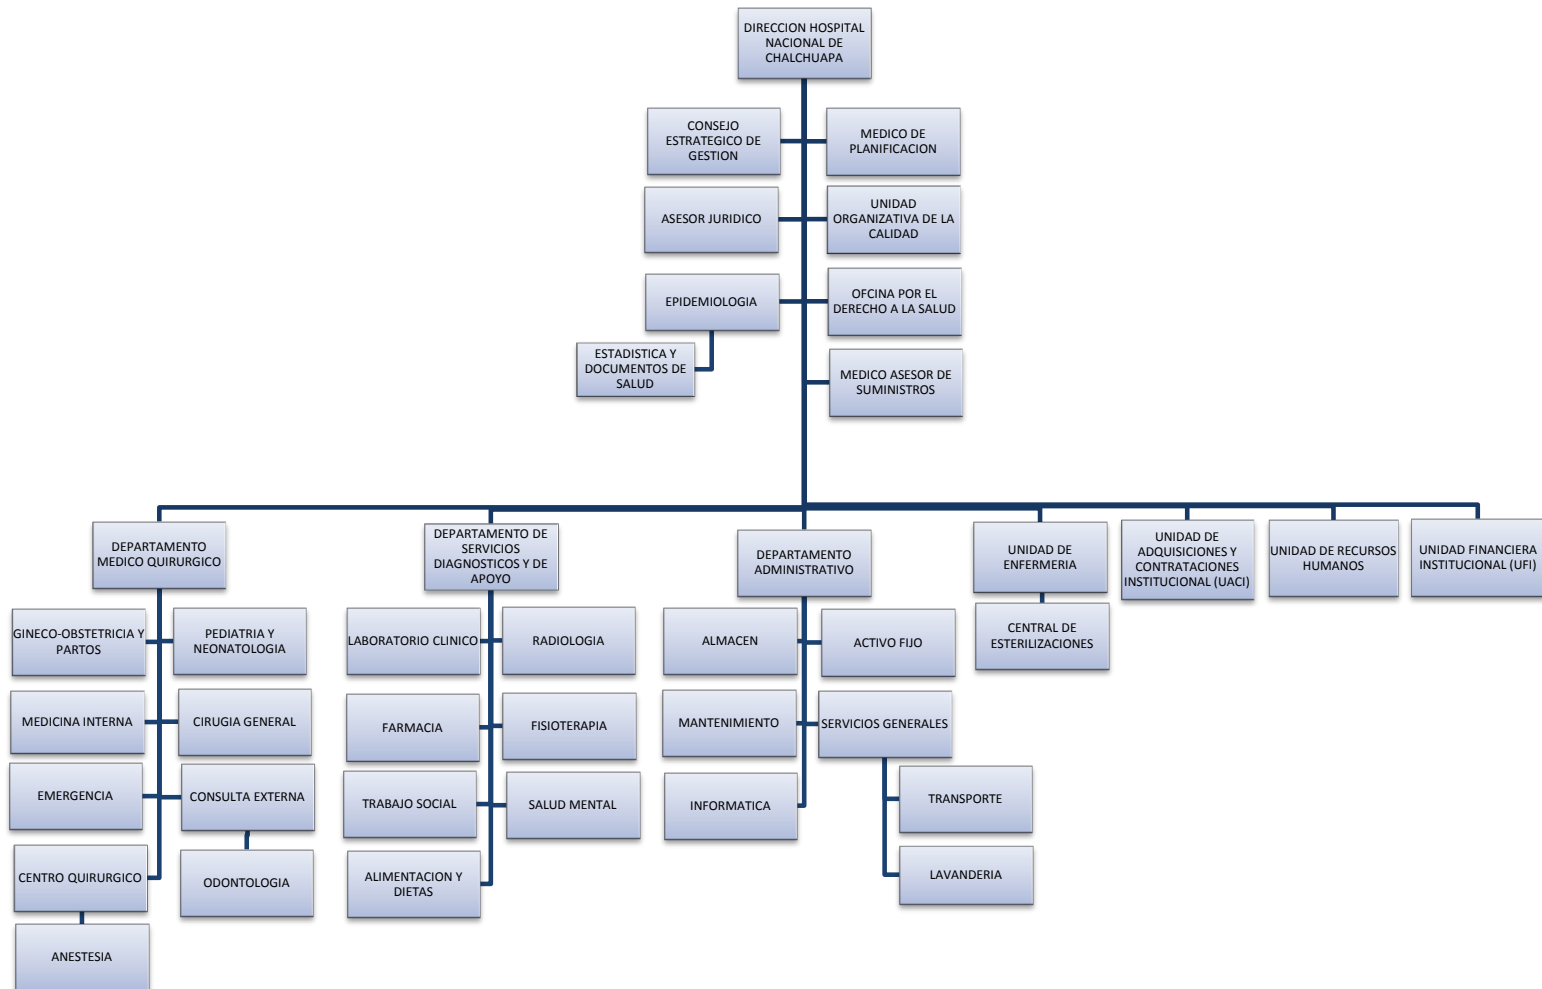 DIRECCION HOSPITAL
NACIONAL DE
CHALCHUAPA
CONSEJO
ESTRATEGICO DE
GESTION
MEDICO DE
PLANIFICACION
ASESOR JURIDICO
UNIDAD
ORGANIZATIVA DE LA
CALIDAD
EPIDEMIOLOGIA
OFCINA POR EL
DERECHO A LA SALUD
ESTADISTICA Y
DOCUMENTOS DE
SALUD
MEDICO ASESOR DE
SUMINISTROS
DEPARTAMENTO
MEDICO QUIRURGICO
DEPARTAMENTO DE
SERVICIOS
DIAGNOSTICOS Y DE
APOYO
DEPARTAMENTO
ADMINISTRATIVO
UNIDAD DE
ENFERMERIA
UNIDAD DE
ADQUISICIONES Y
CONTRATACIONES
INSTITUCIONAL (UACI)
UNIDAD DE RECURSOS
HUMANOS
UNIDAD FINANCIERA
INSTITUCIONAL (UFI)
GINECO-OBSTETRICIA Y
PARTOS
PEDIATRIA Y
NEONATOLOGIA
LABORATORIO CLINICO
RADIOLOGIA
ALMACEN
ACTIVO FIJO
CENTRAL DE
ESTERILIZACIONES
MEDICINA INTERNA
CIRUGIA GENERAL
FARMACIA
FISIOTERAPIA
MANTENIMIENTO
SERVICIOS GENERALES
EMERGENCIA
CONSULTA EXTERNA
TRABAJO SOCIAL
SALUD MENTAL
INFORMATICA
TRANSPORTE
CENTRO QUIRURGICO
ODONTOLOGIA
ALIMENTACION Y
DIETAS
LAVANDERIA
ANESTESIA